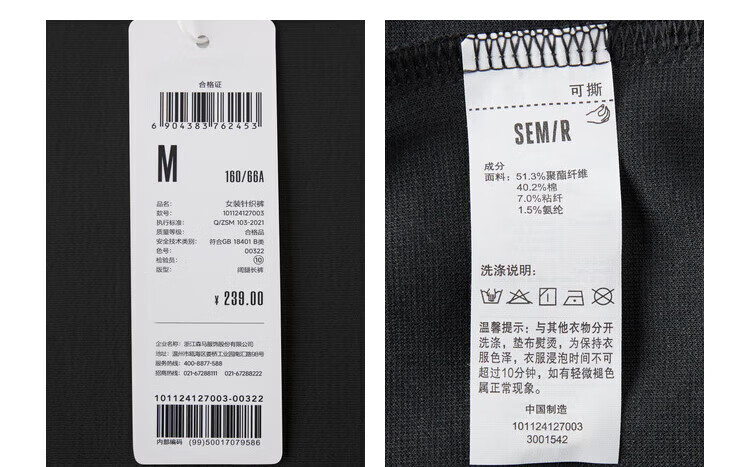 合格证
6 904383 762453
M
160/66A
品名: 女装针织裤
款号: 101124127003
执行标准: Q/ZSM 103-2021
质量等级: 合格品
安全技术类别: 符合GB 18401 B类
色号: 00322
检验员: 10
版型: 阔腿长裤
¥ 239.00
企业名称: 浙江森马服饰股份有限公司
地址: 温州市瓯海区娄桥工业园南汇路98号
服务热线: 400-8877-588
招商热线: 021-67288111 021-67288222
101124127003-00322
内部编码 (99)50017079586
可撕
SEM/R
成分
面料: 51.3%聚酯纤维
40.2%棉
7.0%粘纤
1.5%氨纶
洗涤说明:
温馨提示: 与其他衣物分开
洗涤, 垫布熨烫, 为保持衣
服色泽, 衣服浸泡时间不可
超过10分钟, 如有轻微褪色
属正常现象。
中国制造
101124127003
3001542